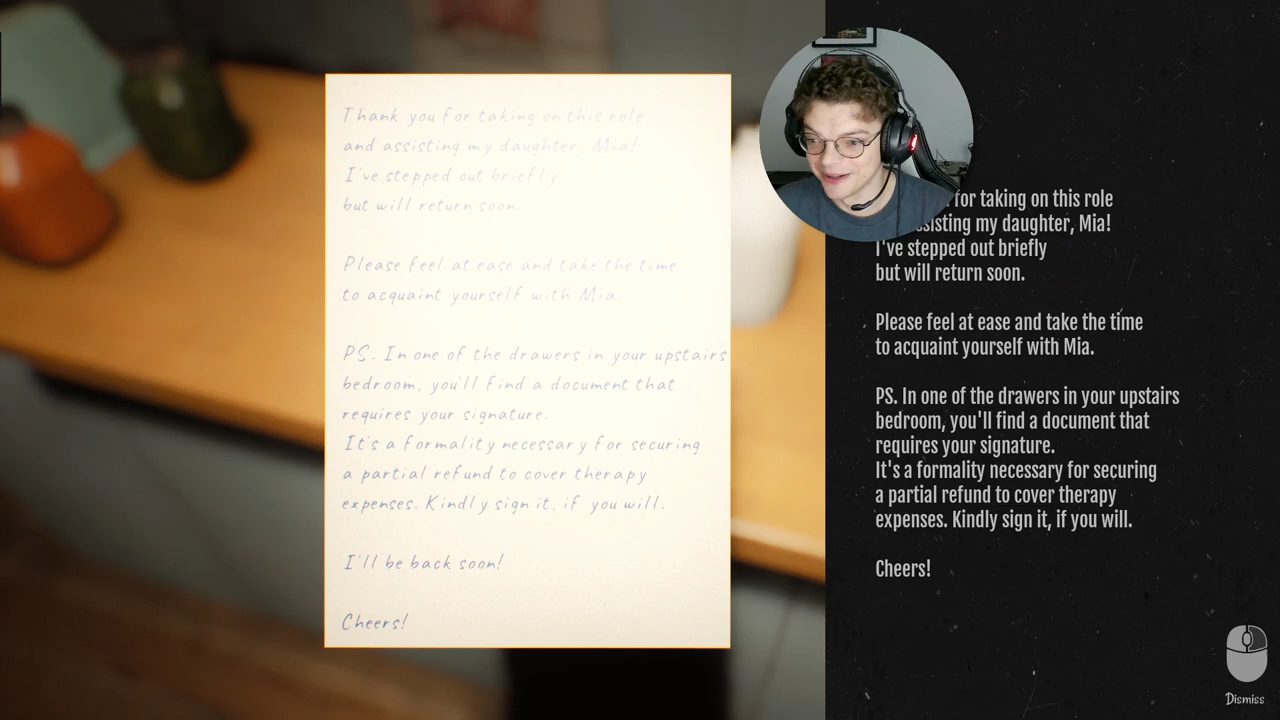 Thank you for taking on this role
and assisting my daughter, Mia!
I've stepped out briefly
but will return soon.
Please feel at ease and take the time
to acquaint yourself with Mia.
PS. In one of the drawers in your upstairs
bedroom, you'll find a document that
requires your signature.
It's a formality necessary for securing
a partial refund to cover therapy
expenses. Kindly sign it, if you will.
I'll be back soon!
Cheers!
for taking on this role
sisting my daughter, Mia!
I've stepped out briefly
but will return soon.
Please feel at ease and take the time
to acquaint yourself with Mia.
PS. In one of the drawers in your upstairs
bedroom, you'll find a document that
requires your signature.
It's a formality necessary for securing
a partial refund to cover therapy
expenses. Kindly sign it, if you will.
Cheers!
Dismiss